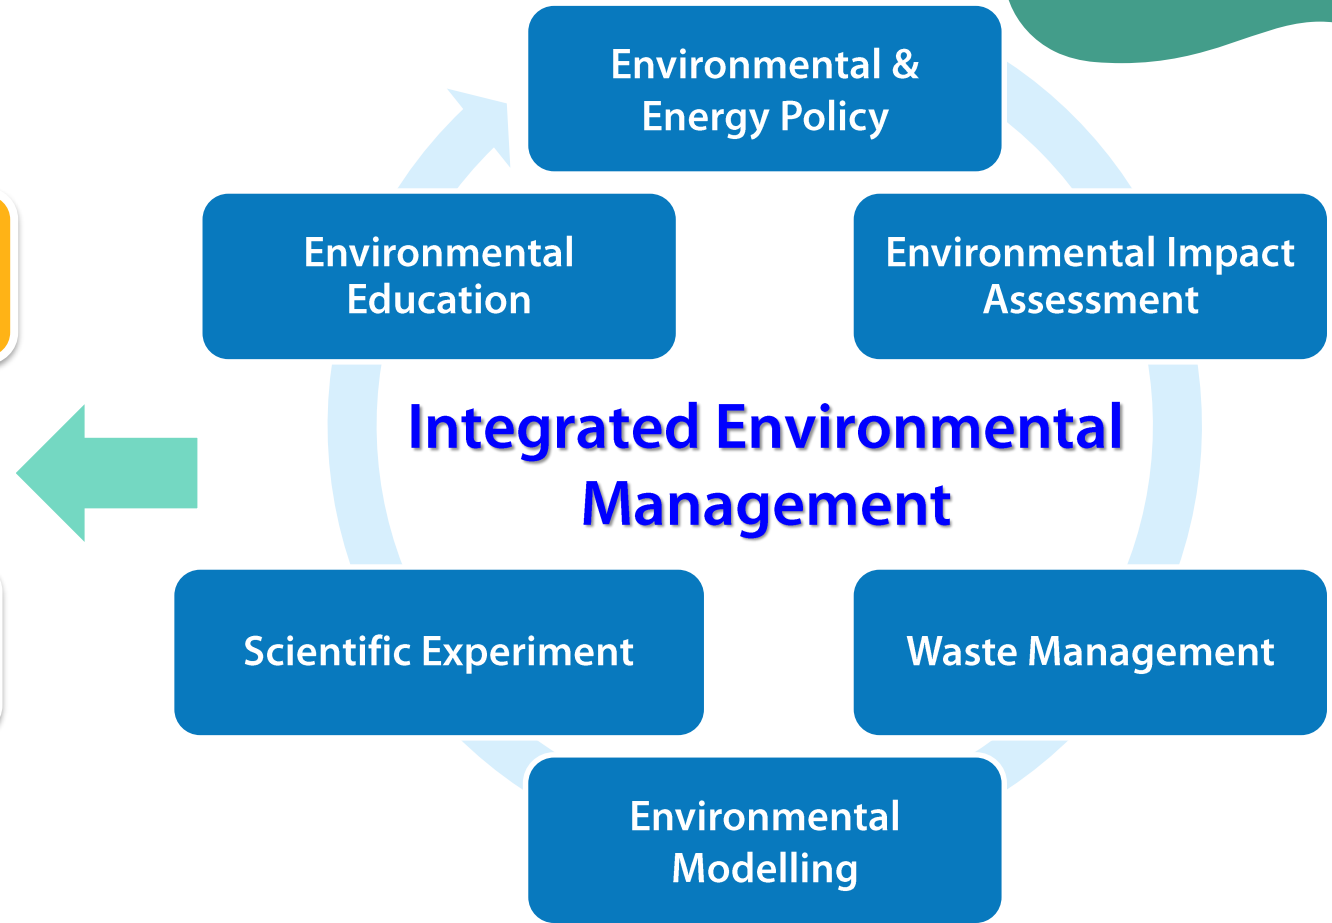 Environmental &
Energy Policy
Environmental
Education
Environmental Impact
Assessment
Integrated Environmental
Management
Scientific Experiment
Waste Management
Environmental
Modelling